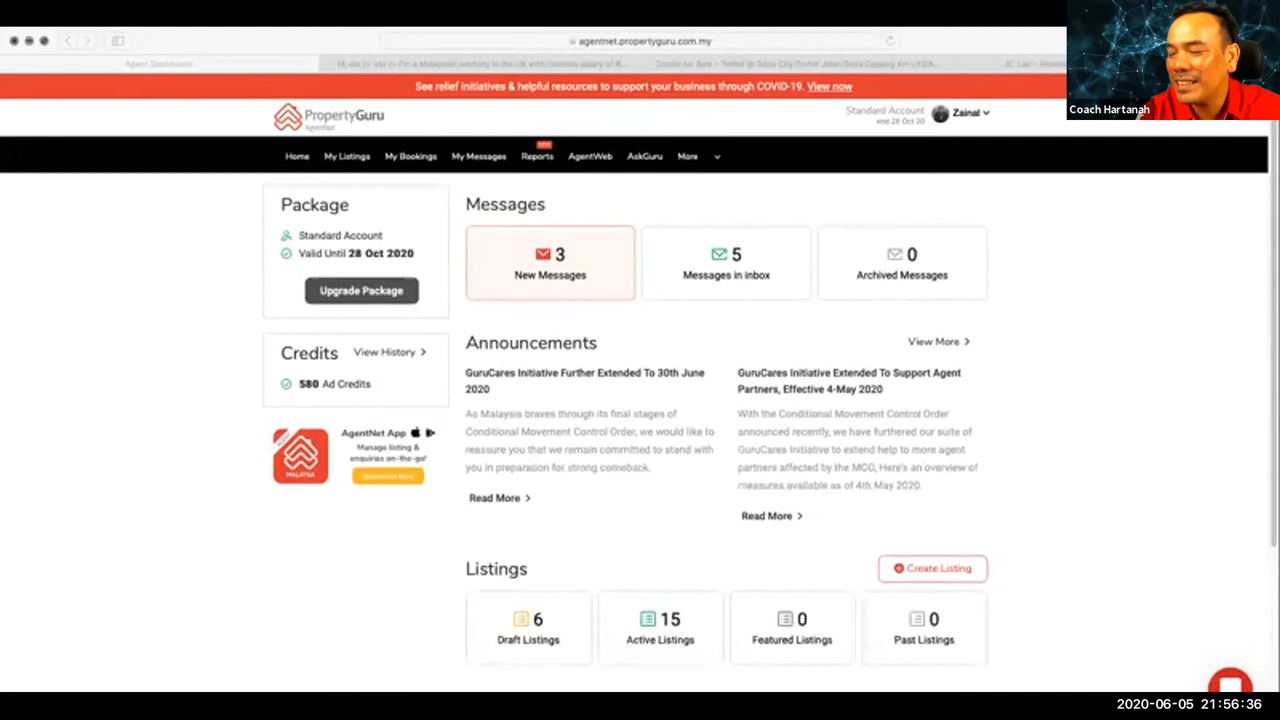 agentnet.propertyguru.com.my
Agent Dashboard
See relief initiatives & helpful resources to support your business through COVID-19. View now
Coach Hartanah
PropertyGuru
AgentNet
Standard Account
Zainal
Home
My Listings
My Bookings
My Messages
NEW
Reports
AgentWeb
AskGuru
More
Package
Standard Account
Valid Until 28 Oct 2020
Upgrade Package
Credits
View History
580 Ad Credits
AgentNet App
Manage listing &
enquiries on-the-go!
Download Now
MALAYSIA
Messages
3
New Messages
5
Messages in inbox
0
Archived Messages
Announcements
View More
GuruCares Initiative Further Extended To 30th June
2020
As Malaysia braves through its final stages of
Conditional Movement Control Order, we would like to
reassure you that we remain committed to stand with
you in preparation for strong comeback.
Read More
GuruCares Initiative Extended To Support Agent
Partners, Effective 4-May 2020
With the Conditional Movement Control Order
announced recently, we have furthered our suite of
GuruCares Initiative to extend help to more agent
partners affected by the MCO, Here's an overview of
measures available as of 4th May 2020.
Read More
Listings
Create Listing
6
Draft Listings
15
Active Listings
0
Featured Listings
0
Past Listings
2020-06-05 21:56:36